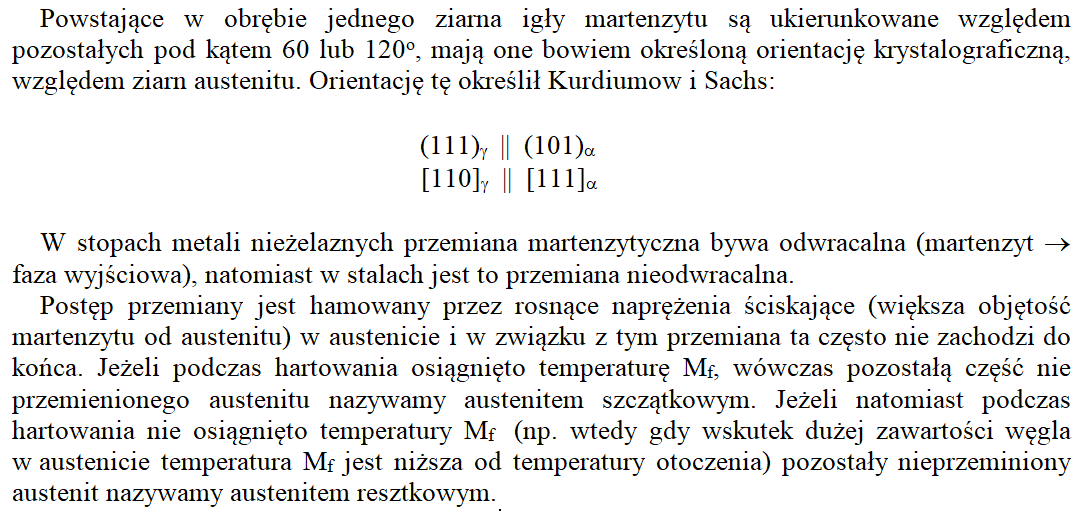 Powstające w obrębie jednego ziarna igły martenzytu są ukierunkowane względem
pozostałych pod kątem 60 lub 120º, mają one bowiem określoną orientację krystalograficzną,
względem ziarn austenitu. Orientację tę określił Kurdiumow i Sachs:
(111)γ || (101)α
[110]γ || [111]α
W stopach metali nieżelaznych przemiana martenzytyczna bywa odwracalna (martenzyt →
faza wyjściowa), natomiast w stalach jest to przemiana nieodwracalna.
Postęp przemiany jest hamowany przez rosnące naprężenia ściskające (większa objętość
martenzytu od austenitu) w austenicie i w związku z tym przemiana ta często nie zachodzi do
końca. Jeżeli podczas hartowania osiągnięto temperaturę Mf, wówczas pozostałą część nie
przemienionego austenitu nazywamy austenitem szczątkowym. Jeżeli natomiast podczas
hartowania nie osiągnięto temperatury Mf (np. wtedy gdy wskutek dużej zawartości węgla
w austenicie temperatura Mf jest niższa od temperatury otoczenia) pozostały nieprzeminiony
austenit nazywamy austenitem resztkowym.